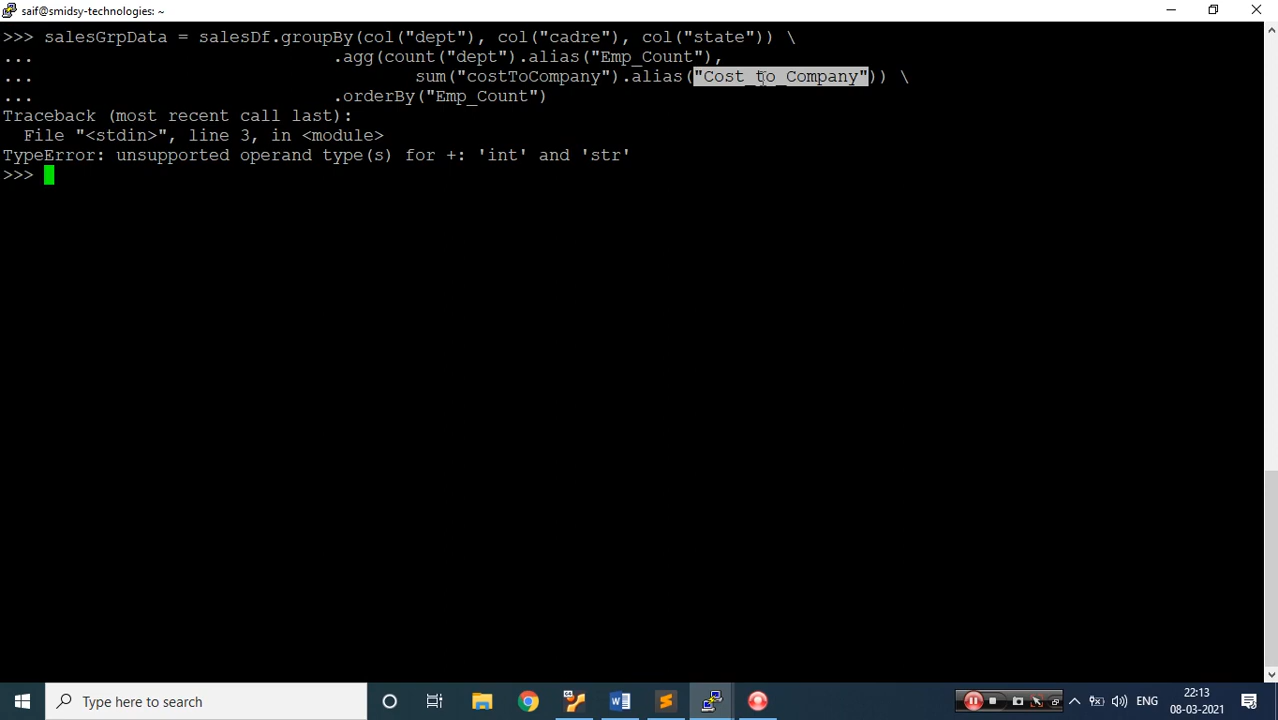 saif@smidsy-technologies: ~
>>> salesGrpData = salesDf.groupBy(col("dept"), col("cadre"), col("state")) \
...                                .agg(count("dept").alias("Emp_Count"),
...                                        sum("costToCompany").alias("Cost_to_Company")) \
...                                .orderBy("Emp_Count")
Traceback (most recent call last):
  File "<stdin>", line 3, in <module>
TypeError: unsupported operand type(s) for +: 'int' and 'str'
>>>
Type here to search
ENG
22:13
08-03-2021